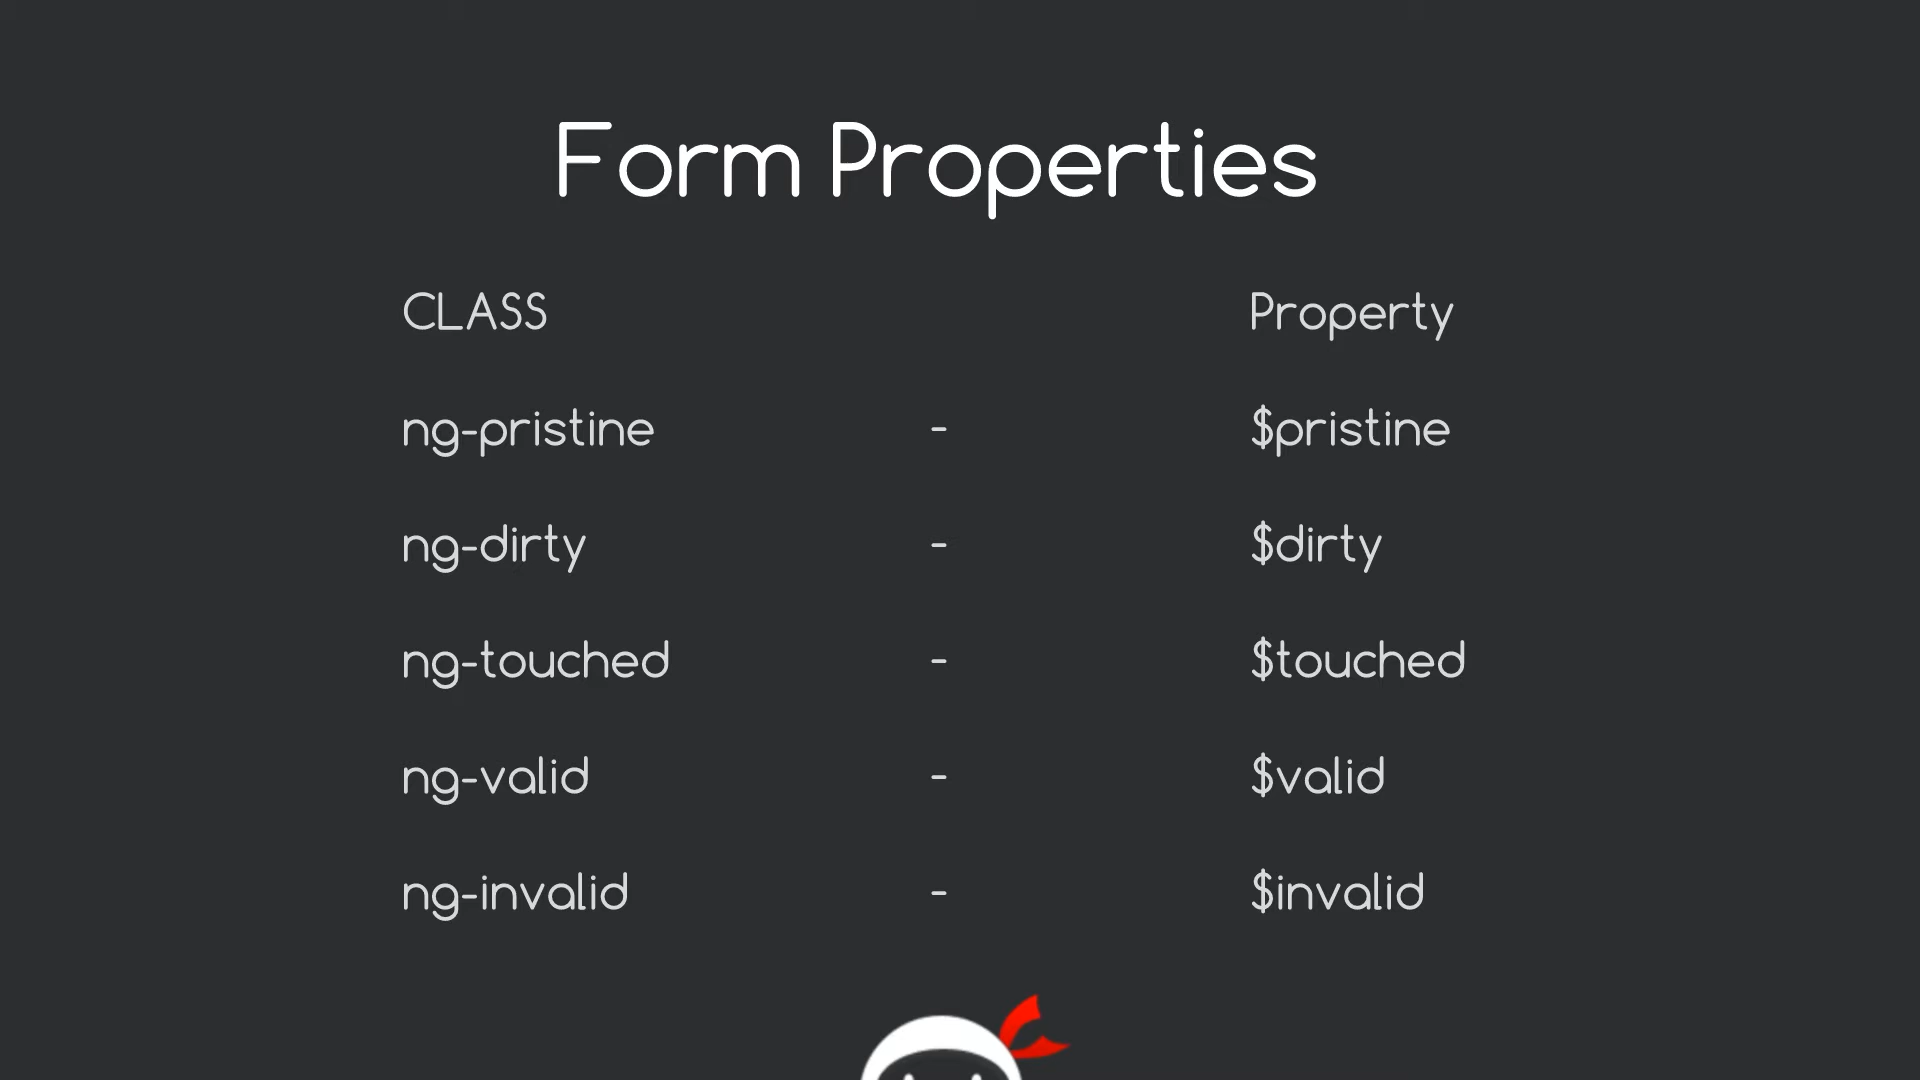 Form Properties
CLASS Property
ng-pristine - $pristine
ng-dirty - $dirty
ng-touched - $touched
ng-valid - $valid
ng-invalid - $invalid